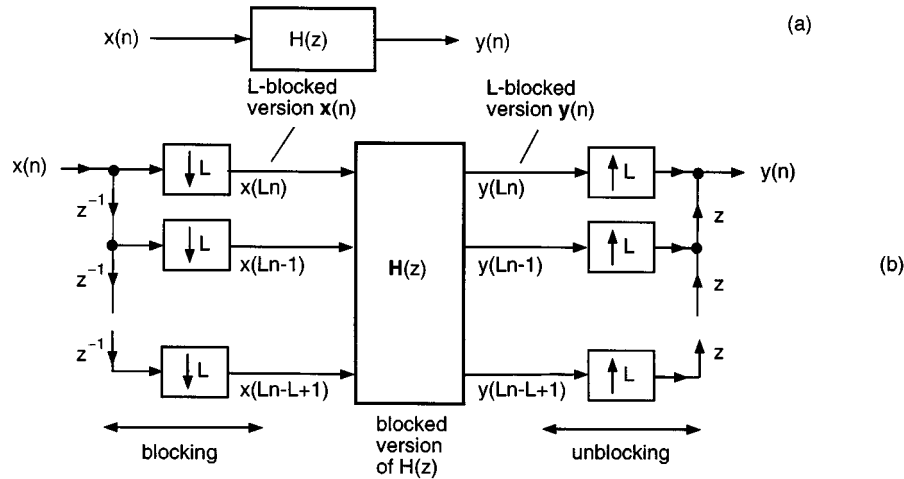 x(n)
H(z)
y(n)
(a)
L-blocked
version x(n)
L-blocked
version y(n)
x(n)
↓ L
x(Ln)
y(Ln)
↑ L
y(n)
z⁻¹
z
↓ L
x(Ln-1)
H(z)
y(Ln-1)
↑ L
(b)
z⁻¹
z
z⁻¹
z
↓ L
x(Ln-L+1)
y(Ln-L+1)
↑ L
blocking
blocked
version
of H(z)
unblocking